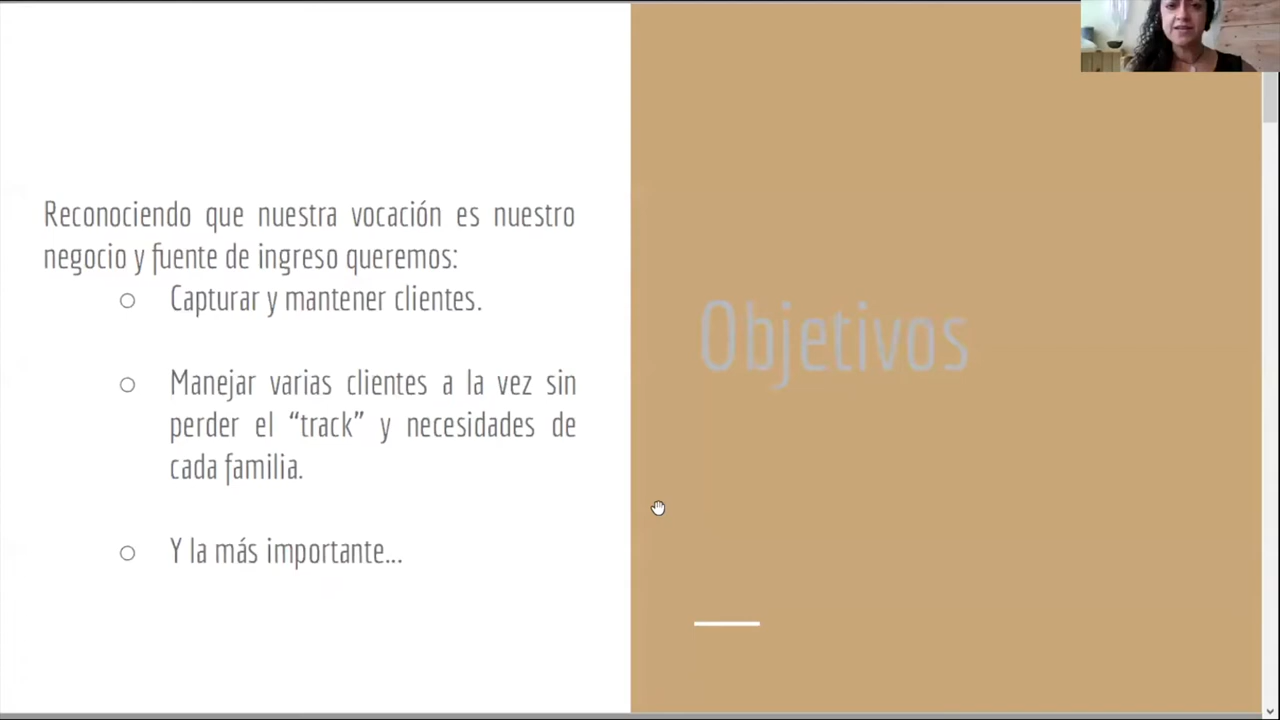 Reconociendo que nuestra vocación es nuestro
negocio y fuente de ingreso queremos:
Capturar y mantener clientes.
Manejar varias clientes a la vez sin
perder el “track” y necesidades de
cada familia.
Y la más importante...
Objetivos